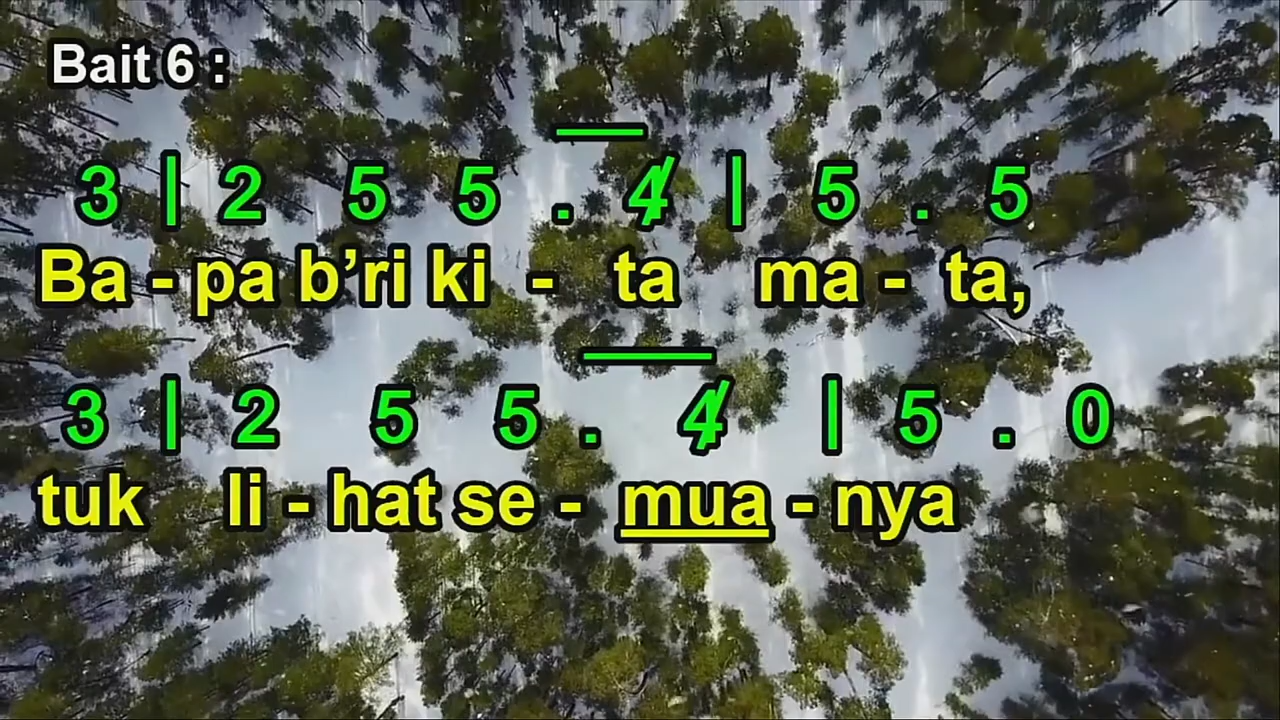 Bait 6 :
3 | 2 5 5 . 4̸ | 5 . 5
Ba - pa b’ri ki - ta ma - ta,
3 | 2 5 5 . 4̸ | 5 . 0
tuk li - hat se - mua - nya